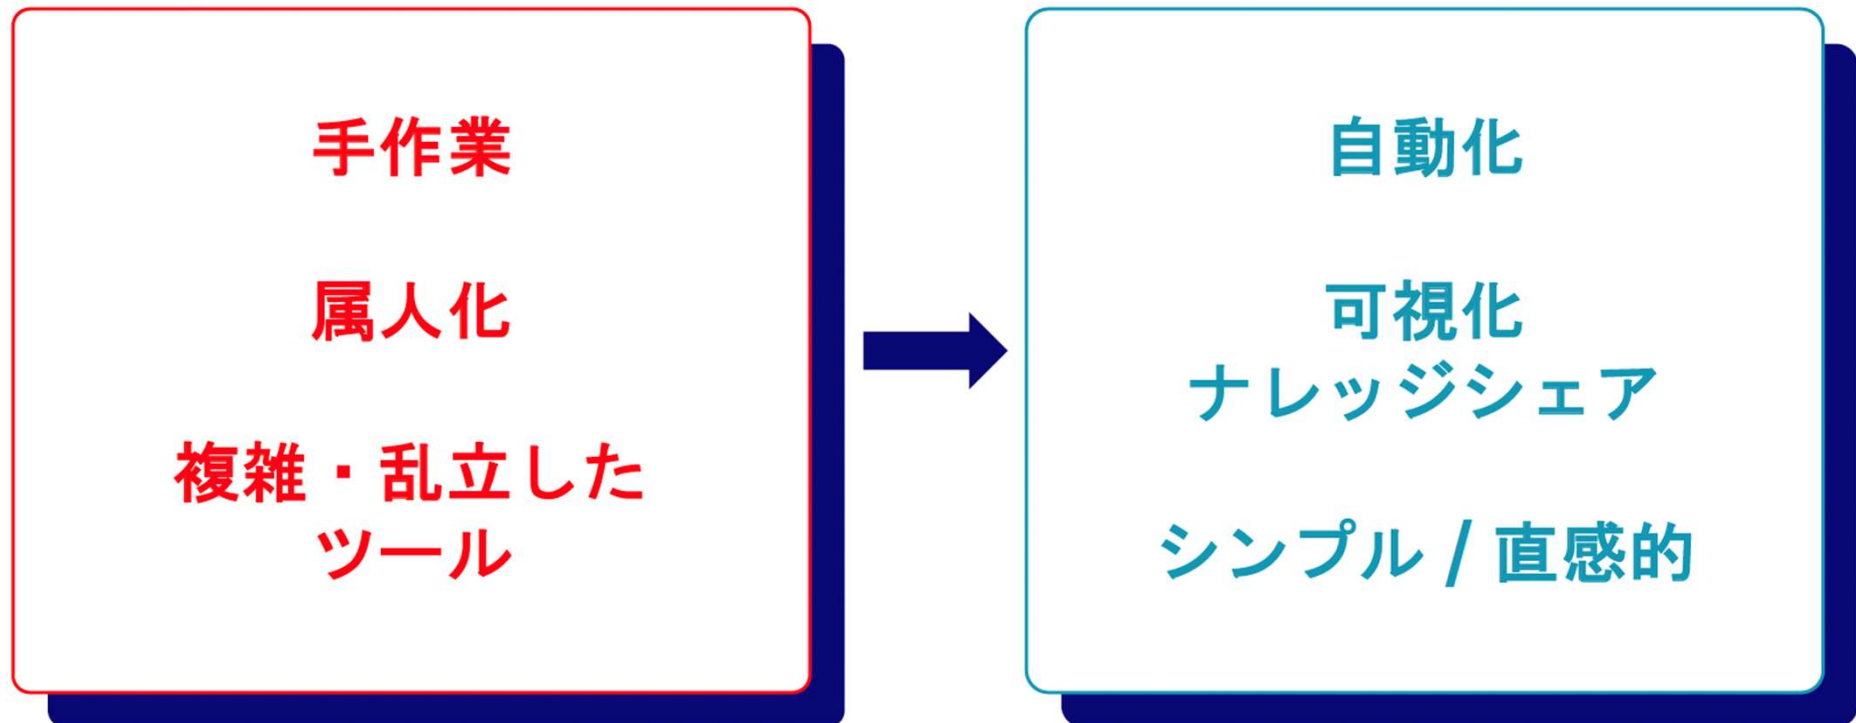 手作業
属人化
複雑・乱立した
ツール
自動化
可視化
ナレッジシェア
シンプル / 直感的